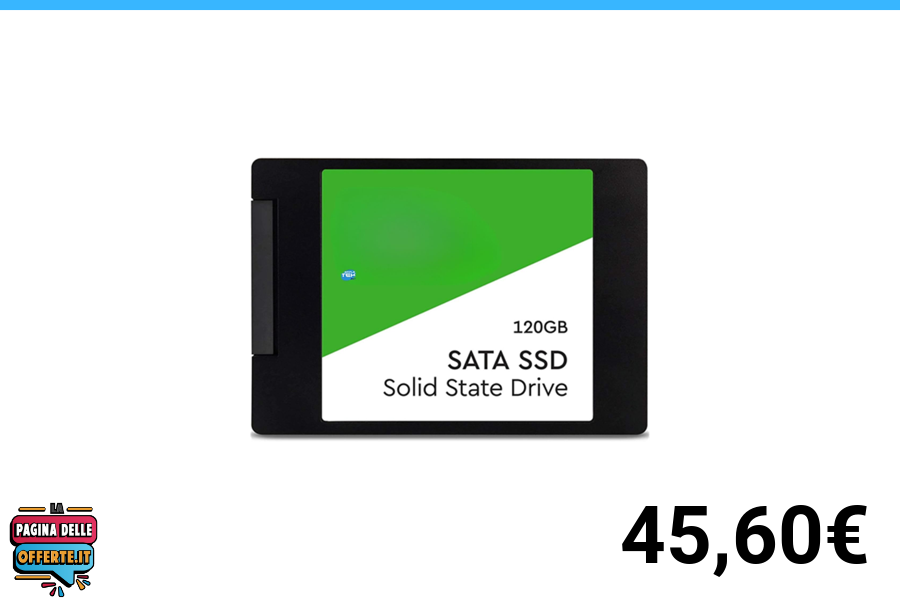 120GB
SATA SSD
Solid State Drive
LA
PAGINA DELLE
OFFERTE.IT
45,60€